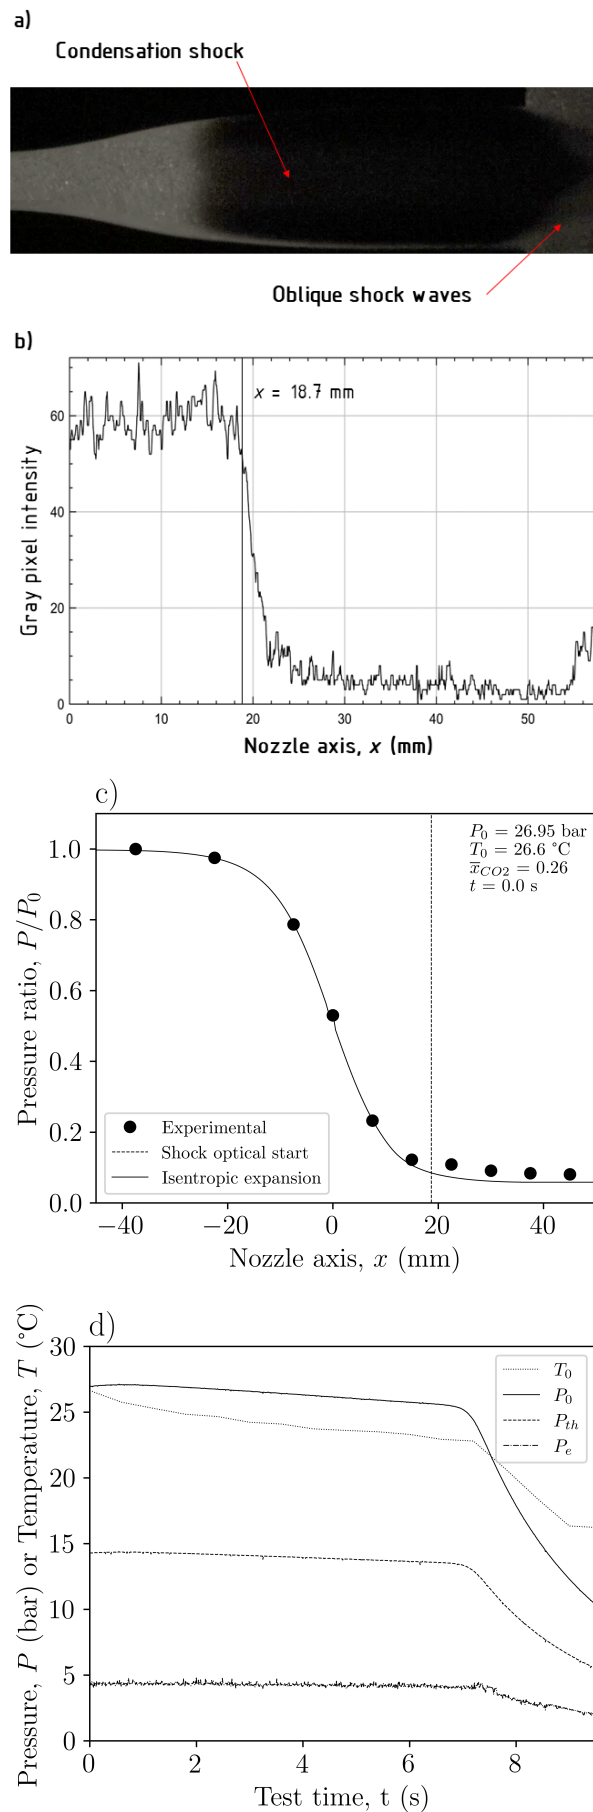 a)
Condensation shock
Oblique shock waves
b)
x = 18.7 mm
60
40
20
0
Gray pixel intensity
0 10 20 30 40 50
Nozzle axis, x (mm)
c)
P0 = 26.95 bar
T0 = 26.6 °C
x̅CO2 = 0.26
t = 0.0 s
1.0
0.8
0.6
0.4
0.2
0.0
Pressure ratio, P/P0
Experimental
Shock optical start
Isentropic expansion
−40 −20 0 20 40
Nozzle axis, x (mm)
d)
30
25
20
15
10
5
0
Pressure, P (bar) or Temperature, T (°C)
T0
P0
Pth
Pe
0 2 4 6 8
Test time, t (s)